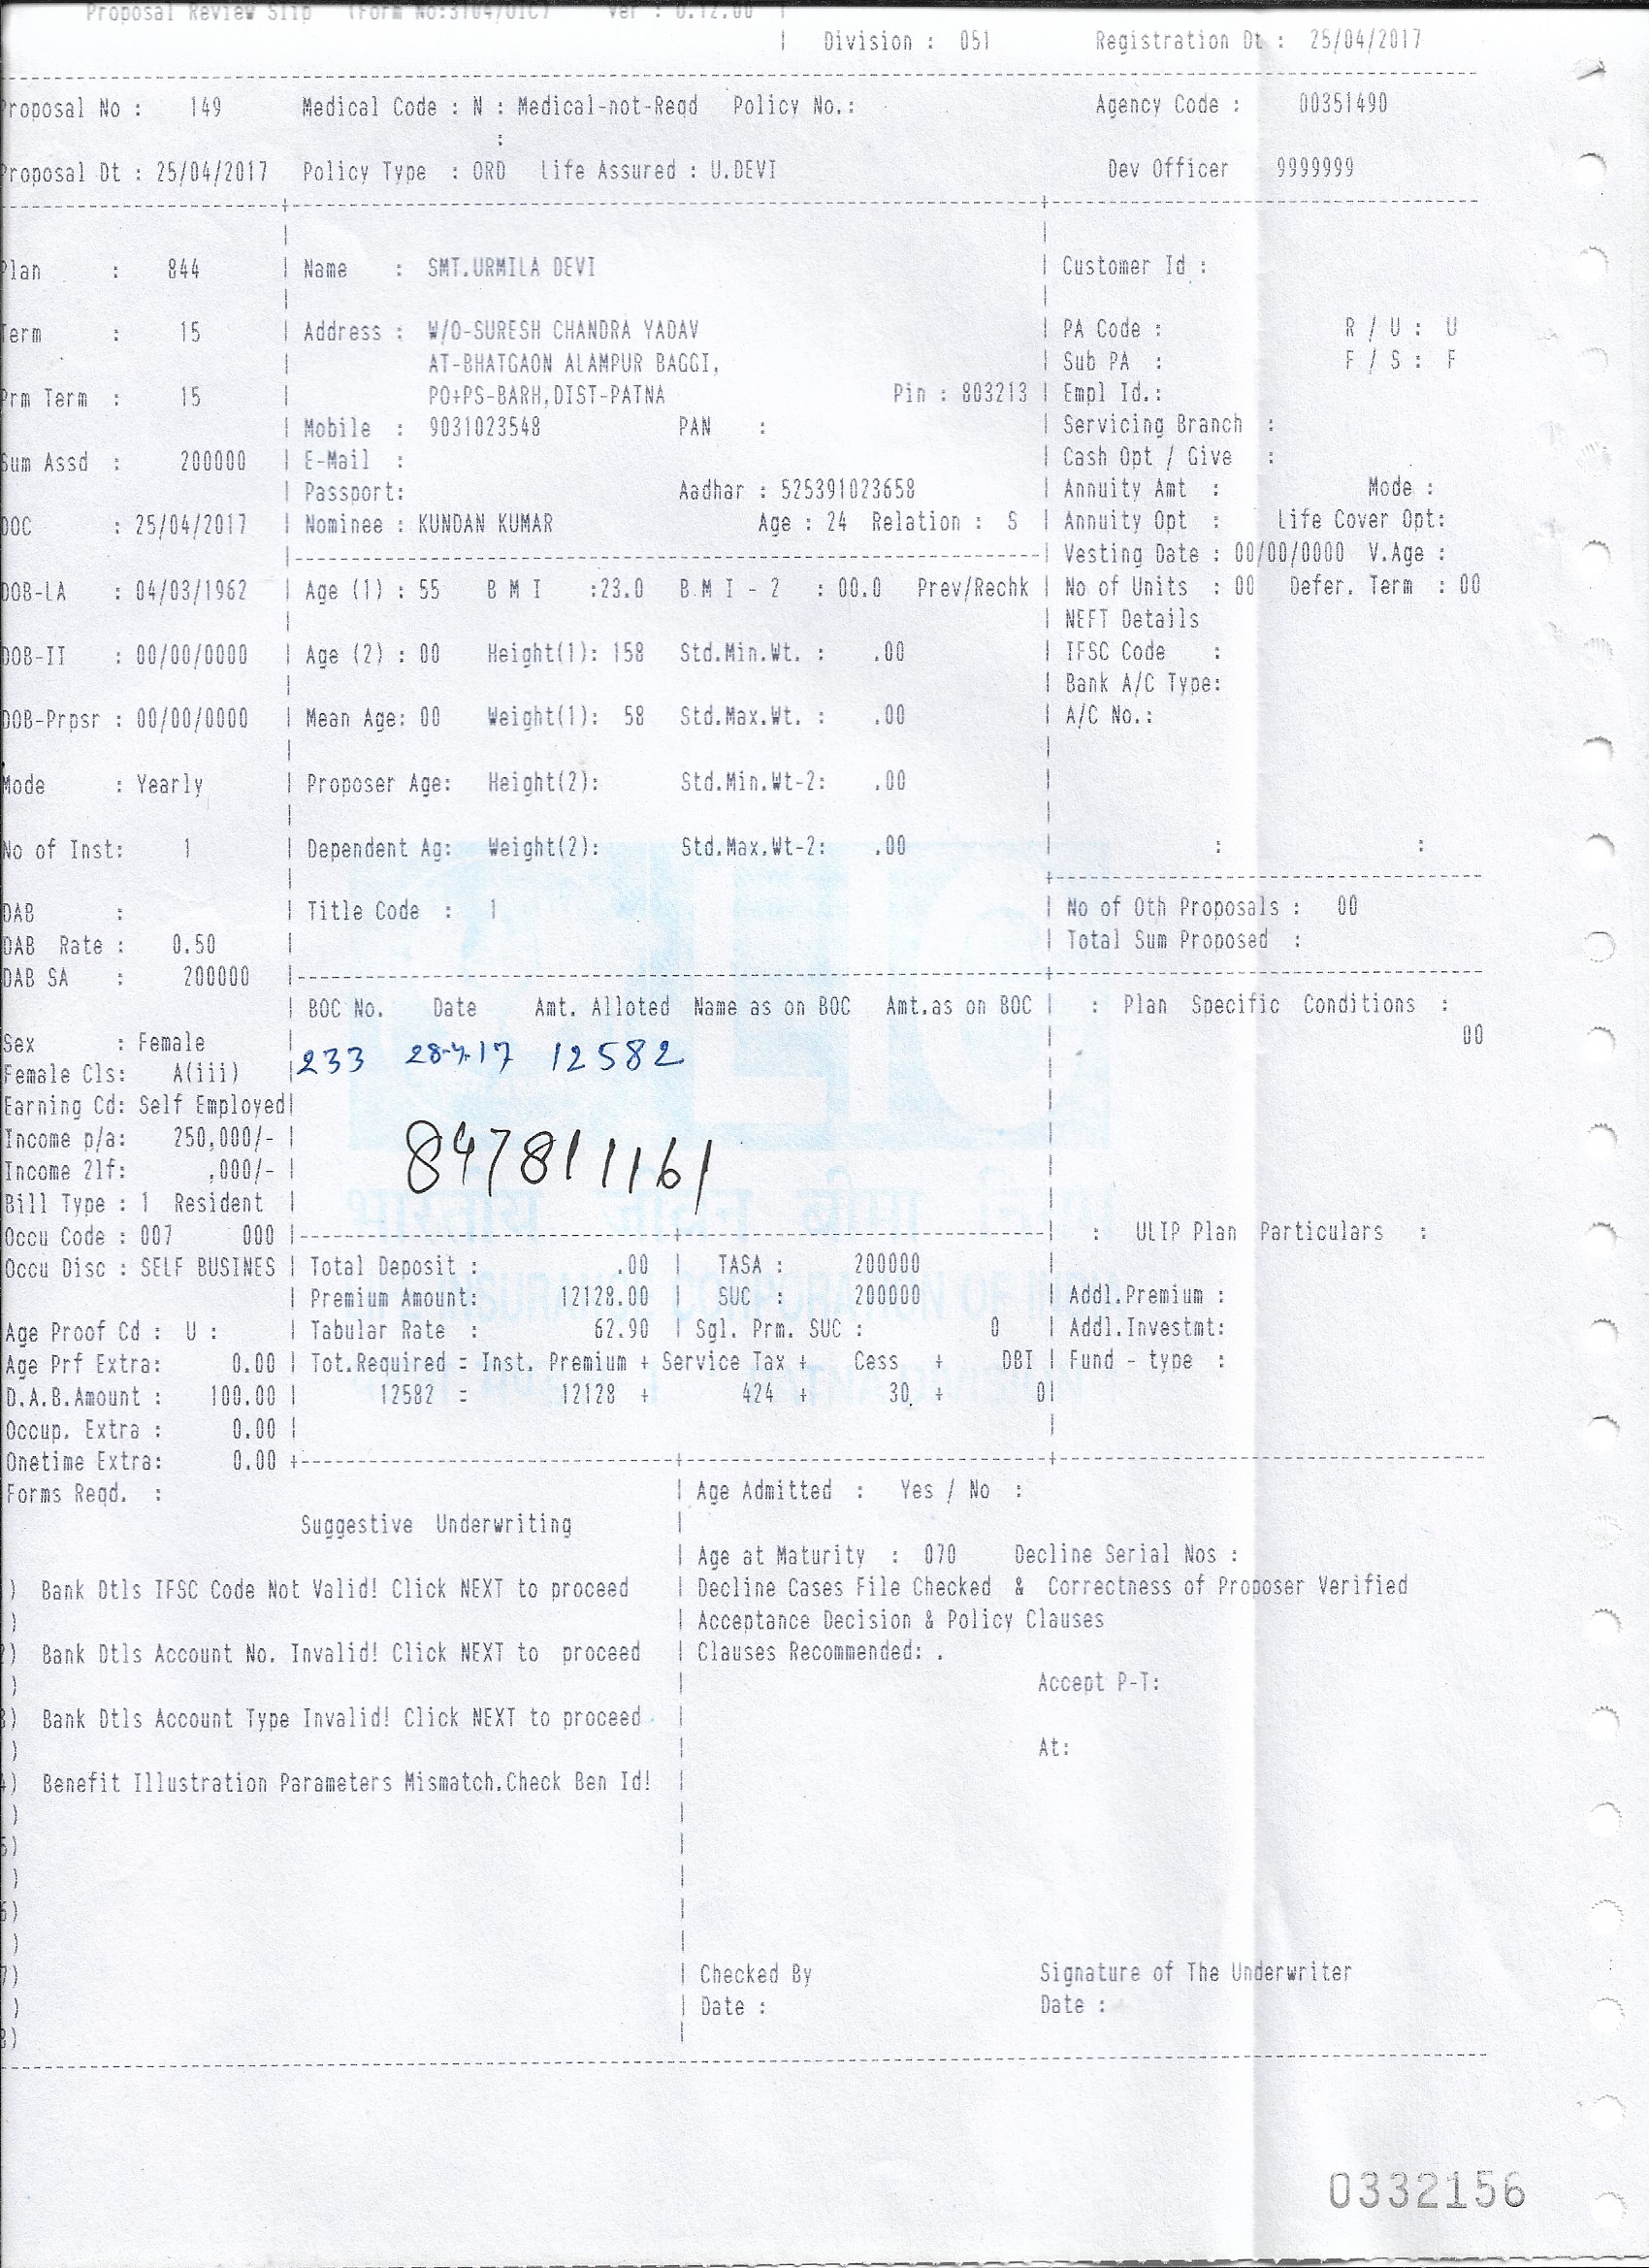 Proposal Review Slip (Form No:3104/OIC) Ver : 0.12.00 |
| Division : 051 Registration Dt : 25/04/2017
Proposal No : 149 Medical Code : N : Medical-not-Reqd Policy No.: Agency Code : 00351490
:
Proposal Dt : 25/04/2017 Policy Type : ORD Life Assured : U.DEVI Dev Officer 9999999
Plan : 844 | Name : SMT.URMILA DEVI | Customer Id :
Term : 15 | Address : W/O-SURESH CHANDRA YADAV | PA Code : R / U : U
AT-BHATGAON ALAMPUR BAGGI, | Sub PA : F / S : F
Prm Term : 15 | PO+PS-BARH,DIST-PATNA Pin : 803213 | Empl Id.:
| Mobile : 9031023548 PAN : | Servicing Branch :
Sum Assd : 200000 | E-Mail : | Cash Opt / Give :
| Passport: Aadhar : 525391023658 | Annuity Amt : Mode :
DOC : 25/04/2017 | Nominee : KUNDAN KUMAR Age : 24 Relation : S | Annuity Opt : Life Cover Opt:
| Vesting Date : 00/00/0000 V.Age :
DOB-LA : 04/03/1962 | Age (1) : 55 B M I :23.0 B.M I - 2 : 00.0 Prev/Rechk | No of Units : 00 Defer. Term : 00
| NEFT Details
DOB-II : 00/00/0000 | Age (2) : 00 Height(1): 158 Std.Min.Wt. : .00 | IFSC Code :
| Bank A/C Type:
DOB-Prpsr : 00/00/0000 | Mean Age: 00 Weight(1): 58 Std.Max.Wt. : .00 | A/C No.:
Mode : Yearly | Proposer Age: Height(2): Std.Min.Wt-2: .00 |
No of Inst: 1 | Dependent Ag: Weight(2): Std.Max.Wt-2: .00 | : :
DAB : | Title Code : 1 | No of Oth Proposals : 00
DAB Rate : 0.50 | | Total Sum Proposed :
DAB SA : 200000
| BOC No. Date Amt. Alloted Name as on BOC Amt.as on BOC | : Plan Specific Conditions :
Sex : Female | 00
233 28-4-17 12582
Female Cls: A(iii)
Earning Cd: Self Employed|
Income p/a: 250,000/- |
847811161
Income 2lf: ,000/- |
Bill Type : 1 Resident |
भारतीय जीवन बीमा निगम
Occu Code : 007 000 | : ULIP Plan Particulars :
Occu Disc : SELF BUSINES | Total Deposit : .00 | TASA : 200000
| Premium Amount: 12128.00 | SUC : 200000 | Addl.Premium :
Age Proof Cd : U : | Tabular Rate : 62.90 | Sgl. Prm. SUC : 0 | Addl.Investmt:
Age Prf Extra: 0.00 | Tot.Required = Inst. Premium + Service Tax + Cess + DBI | Fund - type :
D.A.B.Amount : 100.00 | 12582 = 12128 + 424 + 30 + 0|
Occup. Extra : 0.00 |
Onetime Extra: 0.00
Forms Reqd. : | Age Admitted : Yes / No :
Suggestive Underwriting |
| Age at Maturity : 070 Decline Serial Nos :
) Bank Dtls IFSC Code Not Valid! Click NEXT to proceed | Decline Cases File Checked & Correctness of Proposer Verified
) | Acceptance Decision & Policy Clauses
2) Bank Dtls Account No. Invalid! Click NEXT to proceed | Clauses Recommended: .
) | Accept P-T:
3) Bank Dtls Account Type Invalid! Click NEXT to proceed |
) | At:
4) Benefit Illustration Parameters Mismatch.Check Ben Id! |
)
5)
)
6)
)
7) | Checked By Signature of The Underwriter
) | Date : Date :
8)
0332156